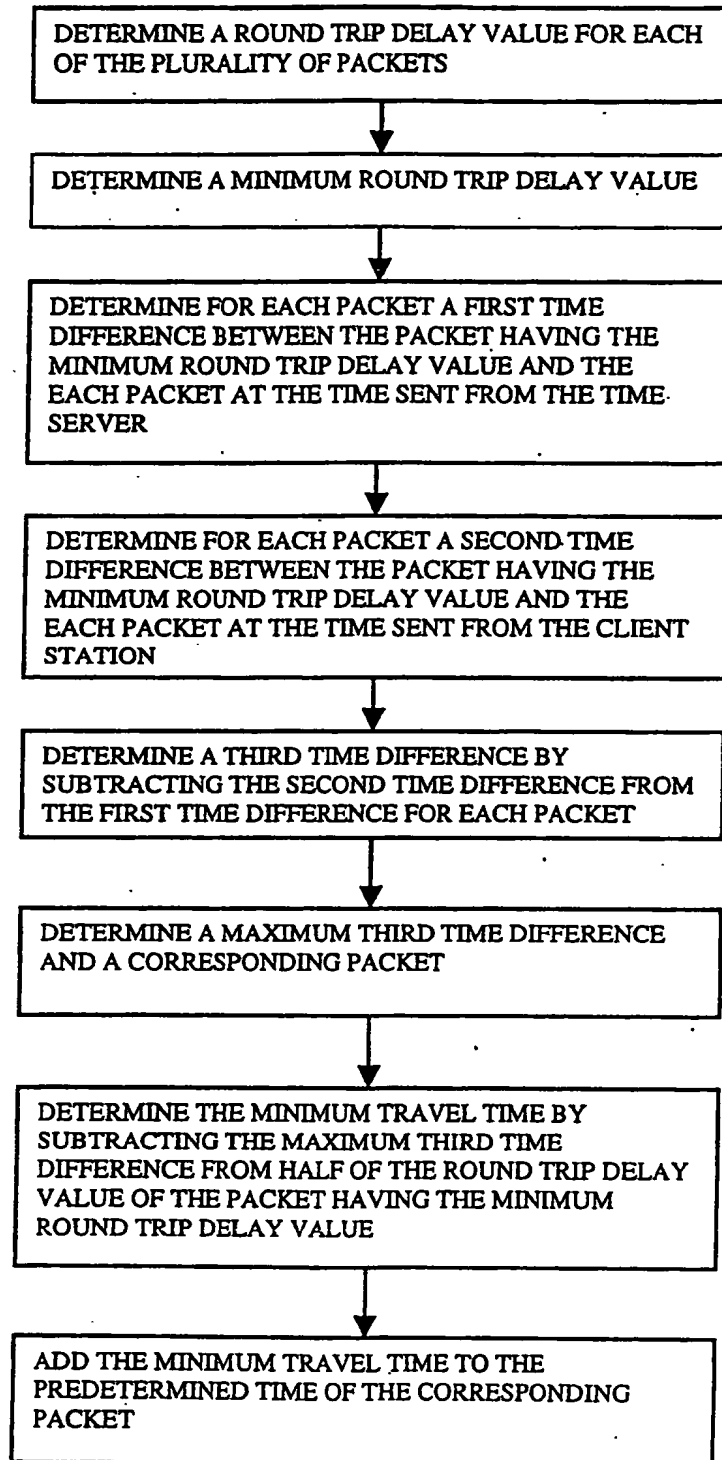 DETERMINE A ROUND TRIP DELAY VALUE FOR EACH
OF THE PLURALITY OF PACKETS
DETERMINE A MINIMUM ROUND TRIP DELAY VALUE
DETERMINE FOR EACH PACKET A FIRST TIME
DIFFERENCE BETWEEN THE PACKET HAVING THE
MINIMUM ROUND TRIP DELAY VALUE AND THE
EACH PACKET AT THE TIME SENT FROM THE TIME
SERVER
DETERMINE FOR EACH PACKET A SECOND TIME
DIFFERENCE BETWEEN THE PACKET HAVING THE
MINIMUM ROUND TRIP DELAY VALUE AND THE
EACH PACKET AT THE TIME SENT FROM THE CLIENT
STATION
DETERMINE A THIRD TIME DIFFERENCE BY
SUBTRACTING THE SECOND TIME DIFFERENCE FROM
THE FIRST TIME DIFFERENCE FOR EACH PACKET
DETERMINE A MAXIMUM THIRD TIME DIFFERENCE
AND A CORRESPONDING PACKET
DETERMINE THE MINIMUM TRAVEL TIME BY
SUBTRACTING THE MAXIMUM THIRD TIME
DIFFERENCE FROM HALF OF THE ROUND TRIP DELAY
VALUE OF THE PACKET HAVING THE MINIMUM
ROUND TRIP DELAY VALUE
ADD THE MINIMUM TRAVEL TIME TO THE
PREDETERMINED TIME OF THE CORRESPONDING
PACKET